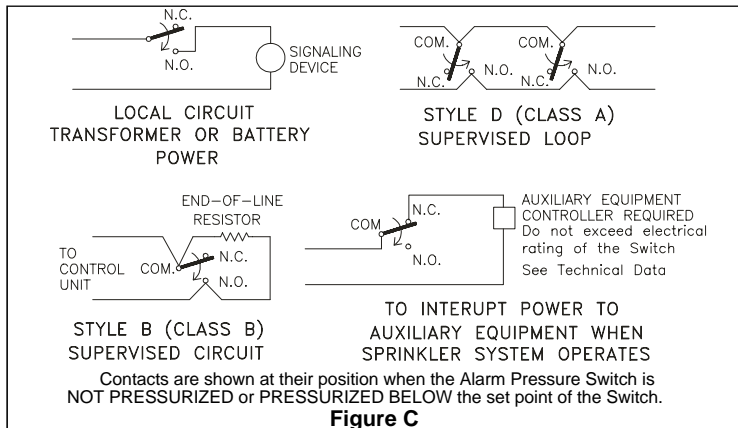 N.C.
N.O.
SIGNALING
DEVICE
LOCAL CIRCUIT
TRANSFORMER OR BATTERY
POWER
COM.
N.C.
N.O.
COM.
N.C.
N.O.
STYLE D (CLASS A)
SUPERVISED LOOP
END-OF-LINE
RESISTOR
TO
CONTROL
UNIT
COM.
N.C.
N.O.
STYLE B (CLASS B)
SUPERVISED CIRCUIT
COM
N.C.
N.O.
AUXILIARY EQUIPMENT
CONTROLLER REQUIRED
Do not exceed electrical
rating of the Switch
See Technical Data
TO INTERUPT POWER TO
AUXILIARY EQUIPMENT WHEN
SPRINKLER SYSTEM OPERATES
Contacts are shown at their position when the Alarm Pressure Switch is
NOT PRESSURIZED or PRESSURIZED BELOW the set point of the Switch.
Figure C